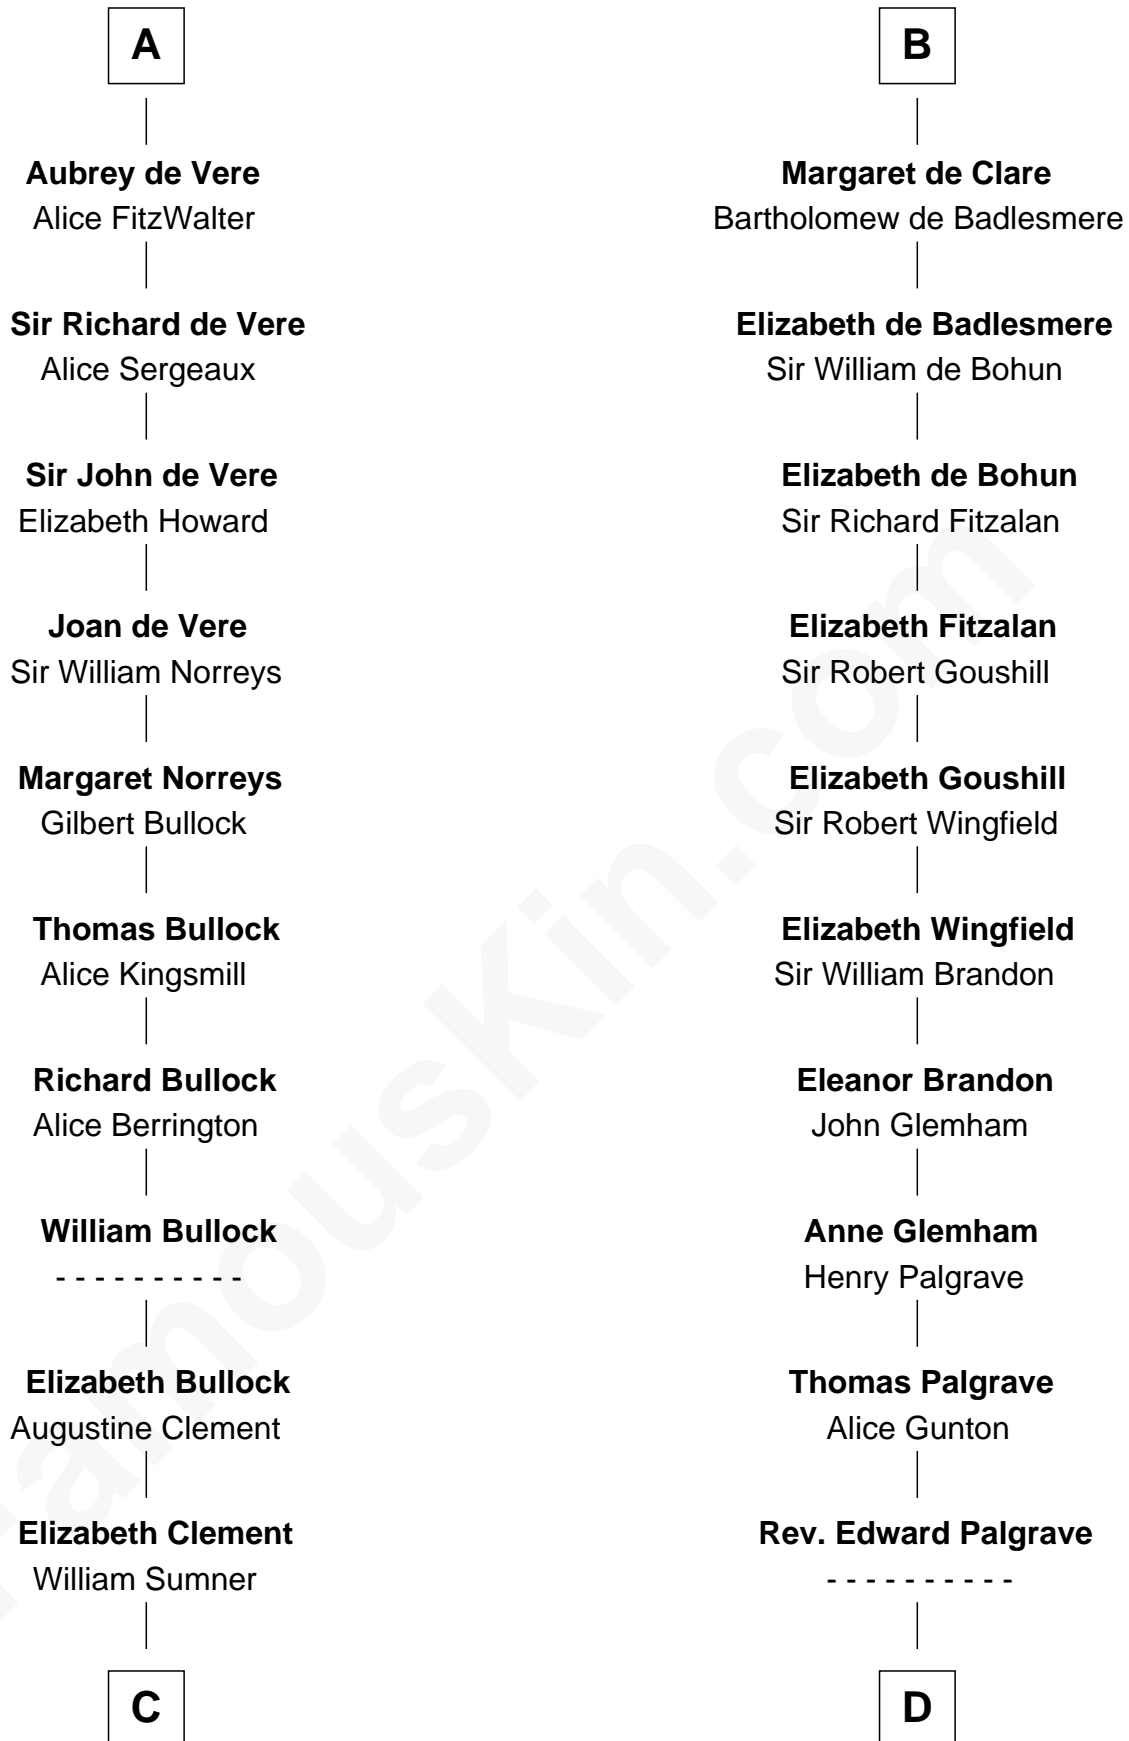 A
Aubrey de Vere
Alice FitzWalter
Sir Richard de Vere
Alice Sergeaux
Sir John de Vere
Elizabeth Howard
Joan de Vere
Sir William Norreys
Margaret Norreys
Gilbert Bullock
Thomas Bullock
Alice Kingsmill
Richard Bullock
Alice Berrington
William Bullock
- - - - - - - - - -
Elizabeth Bullock
Augustine Clement
Elizabeth Clement
William Sumner
C
B
Margaret de Clare
Bartholomew de Badlesmere
Elizabeth de Badlesmere
Sir William de Bohun
Elizabeth de Bohun
Sir Richard Fitzalan
Elizabeth Fitzalan
Sir Robert Goushill
Elizabeth Goushill
Sir Robert Wingfield
Elizabeth Wingfield
Sir William Brandon
Eleanor Brandon
John Glemham
Anne Glemham
Henry Palgrave
Thomas Palgrave
Alice Gunton
Rev. Edward Palgrave
- - - - - - - - - -
D
FamousKin.com